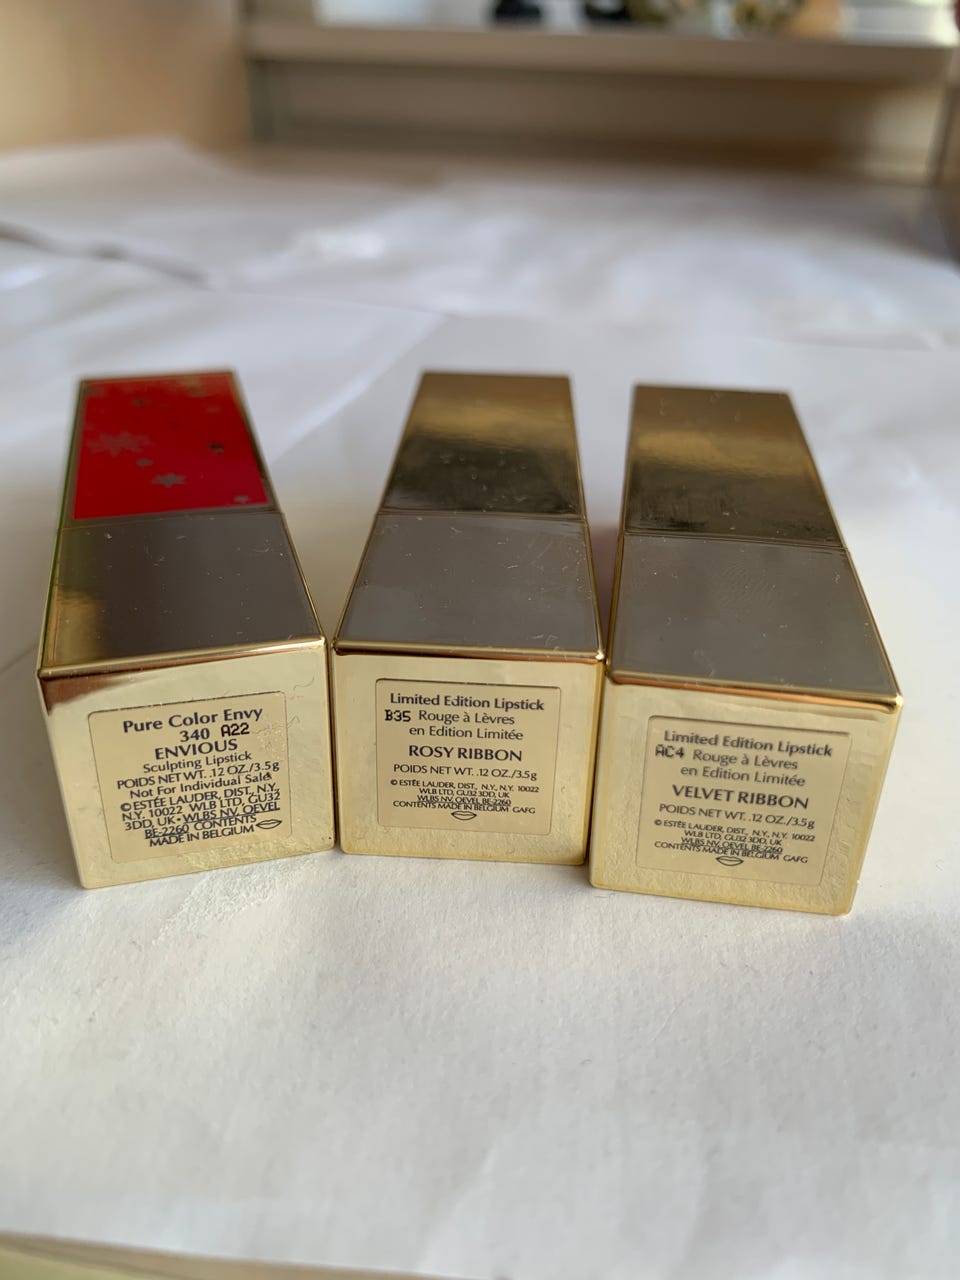 Pure Color Envy
340 A22
ENVIOUS
Sculpting Lipstick
POIDS NET WT. .12 OZ./3.5g
Not For Individual Sale
© ESTĒE LAUDER, DIST., NY,
N.Y. 10022 WLB LTD, GU32
3DD, UK • WLBS NV, OEVEL
BE-2260 CONTENTS
MADE IN BELGIUM
Limited Edition Lipstick
B35 Rouge à Lèvres
en Edition Limitée
ROSY RIBBON
POIDS NET WT. .12 OZ./3.5g
© ESTĒE LAUDER, DIST., N.Y., N.Y. 10022
WLB LTD, GU32 3DD, UK
WLBS NV, OEVEL BE-2260
CONTENTS MADE IN BELGIUM GAFG
Limited Edition Lipstick
AC4 Rouge à Lèvres
en Edition Limitée
VELVET RIBBON
POIDS NET WT. .12 OZ./3.5g
© ESTĒE LAUDER, DIST., N.Y., N.Y. 10022
WLB LTD, GU32 3DD, UK
WLBS NV, OEVEL BE-2260
CONTENTS MADE IN BELGIUM GAFG